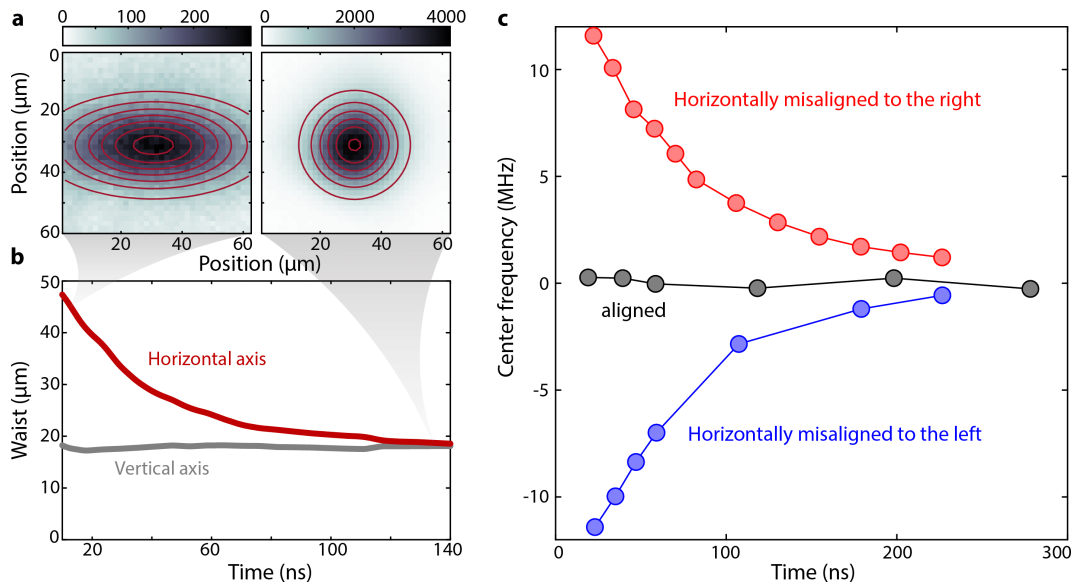 a
0 100 200
0 2000 4000
Position (µm)
0
20
40
60
20 40 60
20 40 60
Position (µm)
b
Waist (µm)
50
40
30
20
10
0
Horizontal axis
Vertical axis
20 60 100 140
Time (ns)
c
Center frequency (MHz)
10
5
0
-5
-10
Horizontally misaligned to the right
aligned
Horizontally misaligned to the left
0 100 200 300
Time (ns)